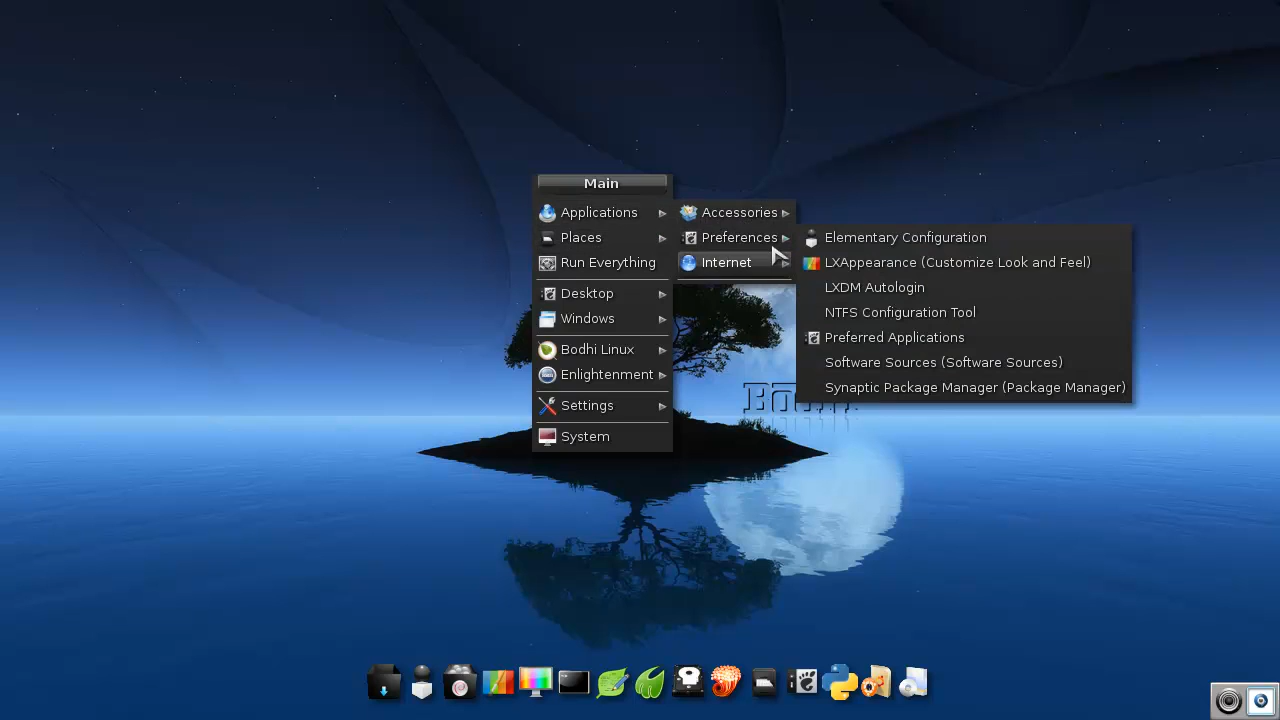 Main
Applications
Places
Run Everything
Desktop
Windows
Bodhi Linux
Enlightenment
Settings
System
Accessories
Preferences
Internet
Elementary Configuration
LXAppearance (Customize Look and Feel)
LXDM Autologin
NTFS Configuration Tool
Preferred Applications
Software Sources (Software Sources)
Synaptic Package Manager (Package Manager)